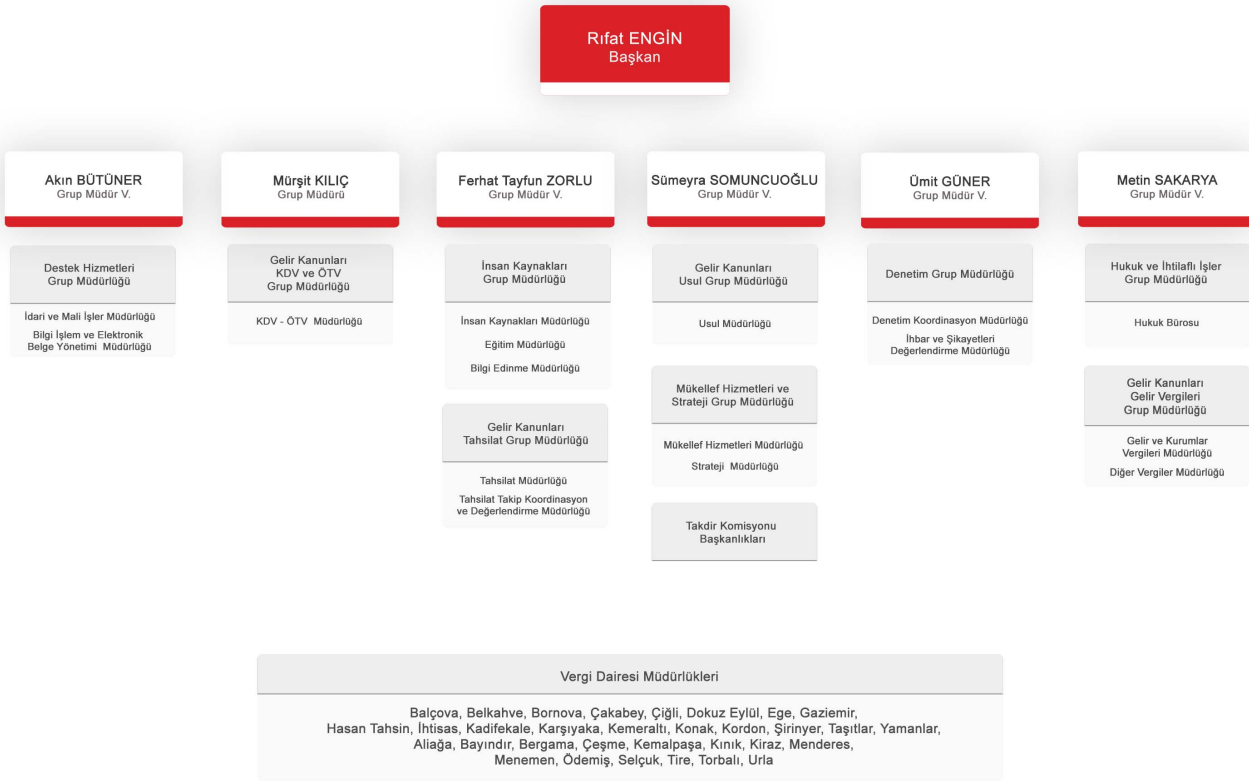 Rıfat ENGİN
Başkan
Akın BÜTÜNER
Grup Müdür V.
Destek Hizmetleri
Grup Müdürlüğü
İdari ve Mali İşler Müdürlüğü
Bilgi İşlem ve Elektronik
Belge Yönetimi Müdürlüğü
Mürşit KILIÇ
Grup Müdürü
Gelir Kanunları
KDV ve ÖTV
Grup Müdürlüğü
KDV - ÖTV Müdürlüğü
Ferhat Tayfun ZORLU
Grup Müdür V.
İnsan Kaynakları
Grup Müdürlüğü
İnsan Kaynakları Müdürlüğü
Eğitim Müdürlüğü
Bilgi Edinme Müdürlüğü
Gelir Kanunları
Tahsilat Grup Müdürlüğü
Tahsilat Müdürlüğü
Tahsilat Takip Koordinasyon
ve Değerlendirme Müdürlüğü
Sümeyra SOMUNCUOĞLU
Grup Müdür V.
Gelir Kanunları
Usul Grup Müdürlüğü
Usul Müdürlüğü
Mükellef Hizmetleri ve
Strateji Grup Müdürlüğü
Mükellef Hizmetleri Müdürlüğü
Strateji Müdürlüğü
Takdir Komisyonu
Başkanlıkları
Ümit GÜNER
Grup Müdür V.
Denetim Grup Müdürlüğü
Denetim Koordinasyon Müdürlüğü
İhbar ve Şikayetleri
Değerlendirme Müdürlüğü
Metin SAKARYA
Grup Müdür V.
Hukuk ve İhtilaflı İşler
Grup Müdürlüğü
Hukuk Bürosu
Gelir Kanunları
Gelir Vergileri
Grup Müdürlüğü
Gelir ve Kurumlar
Vergileri Müdürlüğü
Diğer Vergiler Müdürlüğü
Vergi Dairesi Müdürlükleri
Balçova, Belkahve, Bornova, Çakabey, Çiğli, Dokuz Eylül, Ege, Gaziemir,
Hasan Tahsin, İhtisas, Kadifekale, Karşıyaka, Kemeraltı, Konak, Kordon, Şirinyer, Taşıtlar, Yamanlar,
Aliağa, Bayındır, Bergama, Çeşme, Kemalpaşa, Kınık, Kiraz, Menderes,
Menemen, Ödemiş, Selçuk, Tire, Torbalı, Urla